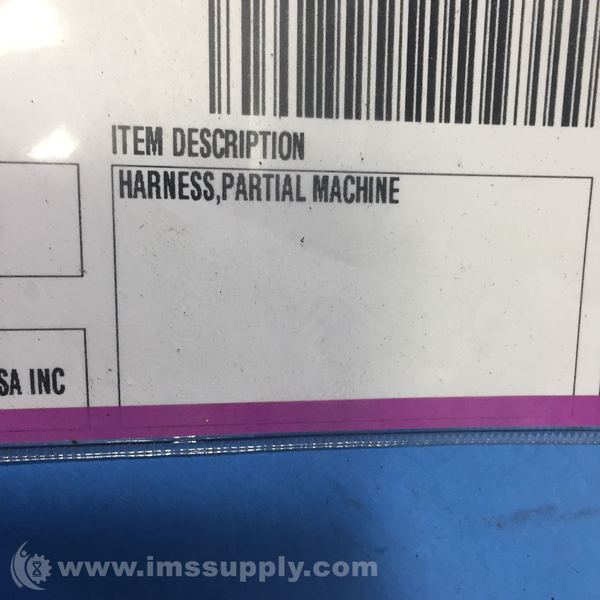 ITEM DESCRIPTION
HARNESS,PARTIAL MACHINE
SA INC
www.imssupply.com